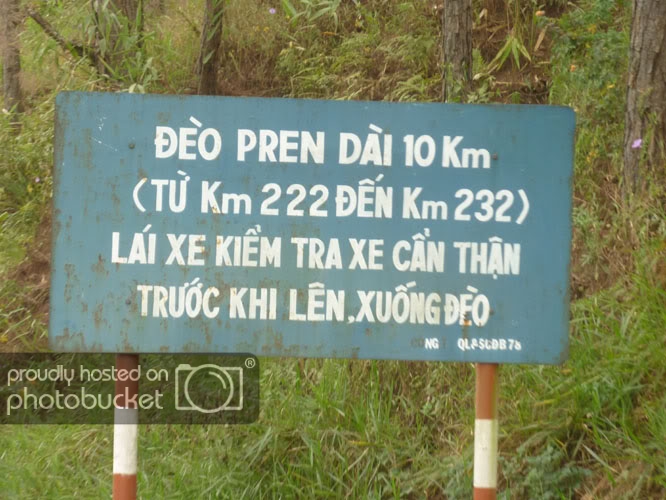 ĐÈO PREN DÀI 10 Km
(TỪ Km 222 ĐẾN Km 232)
LÁI XE KIỂM TRA XE CẨN THẬN
TRƯỚC KHI LÊN, XUỐNG ĐÈO
proudly hosted on
photobucket